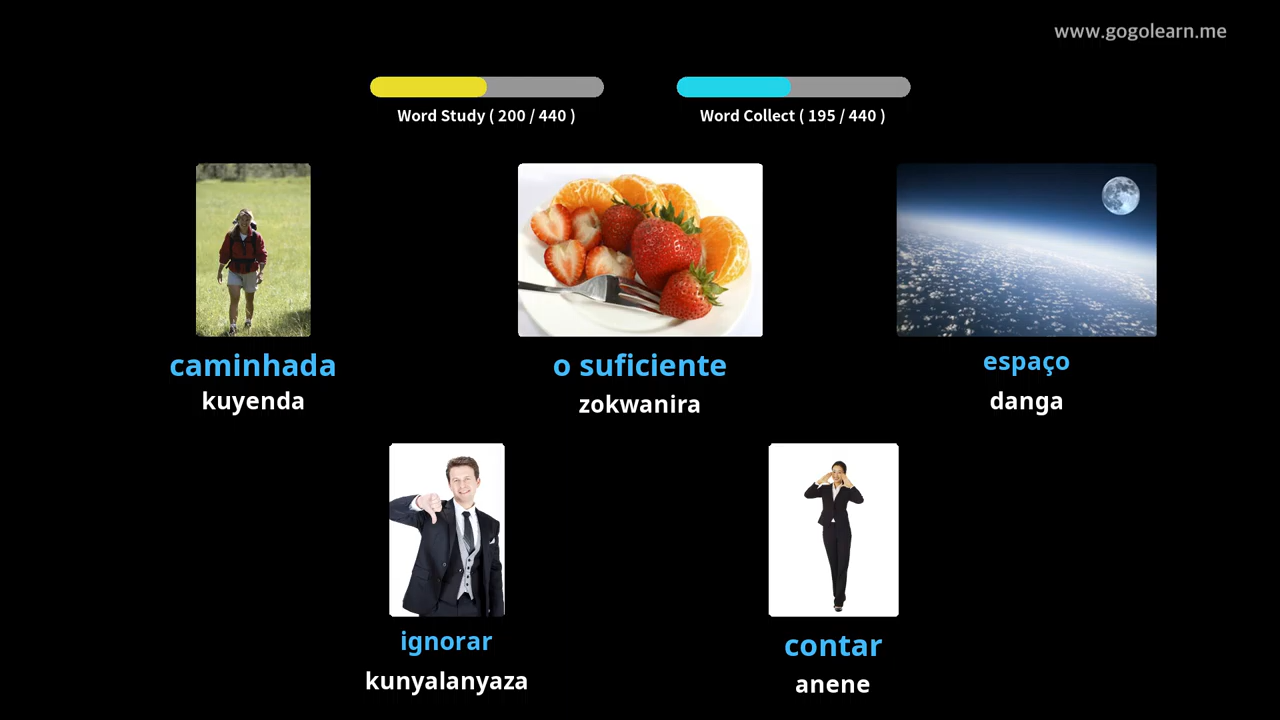 www.gogolearn.me
Word Study ( 200 / 440 )
Word Collect ( 195 / 440 )
caminhada
kuyenda
o suficiente
zokwanira
espaço
danga
ignorar
kunyalanyaza
contar
anene